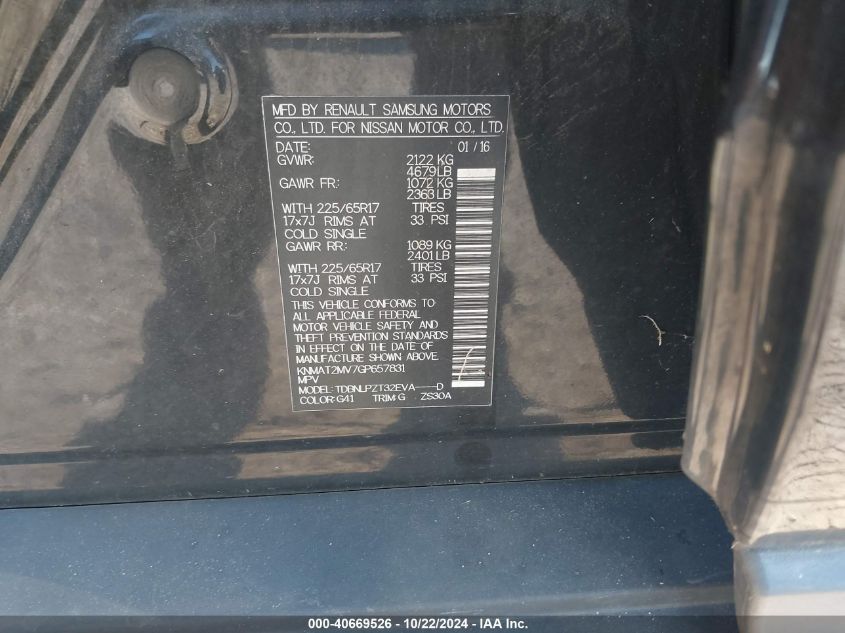 MFD BY RENAULT SAMSUNG MOTORS
CO., LTD. FOR NISSAN MOTOR CO., LTD.
DATE: 01/16
GVWR: 2122 KG
4679LB
GAWR FR: 1072 KG
2363 LB
WITH 225/65R17 TIRES
17x7J RIMS AT 33 PSI
COLD SINGLE
GAWR RR: 1089 KG
2401LB
WITH 225/65R17 TIRES
17x7J RIMS AT 33 PSI
COLD SINGLE
THIS VEHICLE CONFORMS TO
ALL APPLICABLE FEDERAL
MOTOR VEHICLE SAFETY AND
THEFT PREVENTION STANDARDS
IN EFFECT ON THE DATE OF
MANUFACTURE SHOWN ABOVE.
KNMAT2MV7GP657831
MPV
MODEL: TDBNLPZT32EVA----D
COLOR:G41 TRIM:G ZS30A
000-40669526 - 10/22/2024 - IAA Inc.